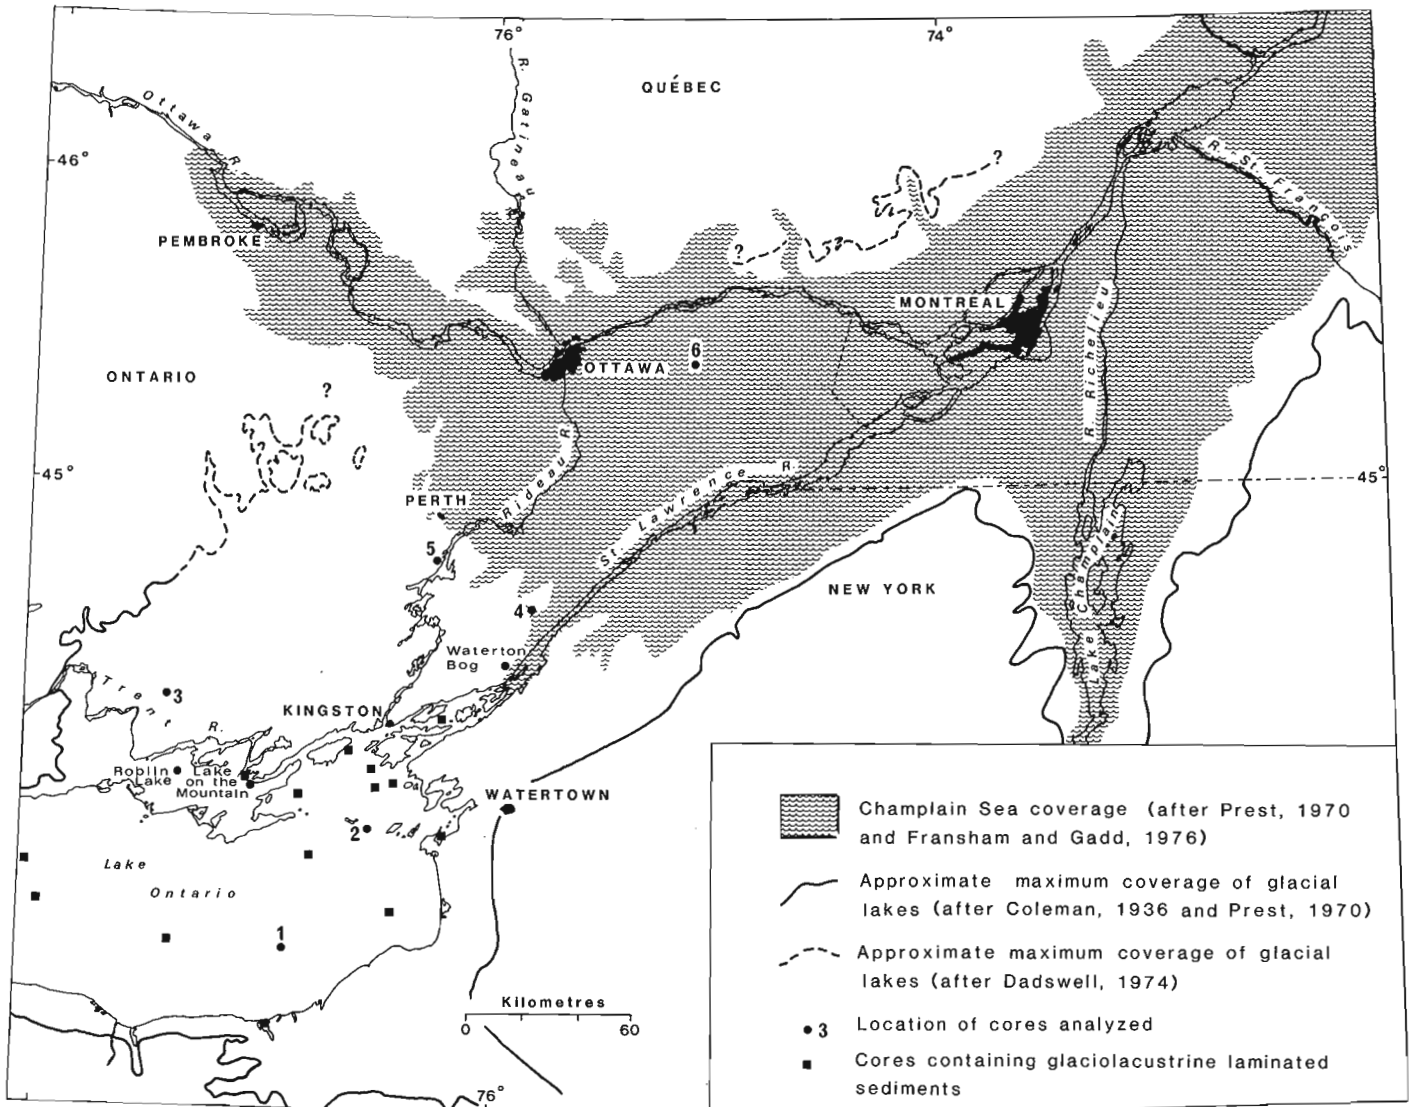 76°
74°
QUÉBEC
R. Gatineau
Ottawa R.
46°
?
R.-St. François
PEMBROKE
?
MONTREAL
R. Richelieu
6
OTTAWA
ONTARIO
?
Rideau R.
45°
45°
PERTH
St. Lawrence R.
5
Lake Champlain
NEW YORK
4
Waterton
Bog
3
Trent R.
KINGSTON
Roblin
Lake
Lake
on the
Mountain
WATERTOWN
2
Lake
Ontario
1
Kilometres
0 60
76°
Champlain Sea coverage (after Prest, 1970
and Fransham and Gadd, 1976)
Approximate maximum coverage of glacial
lakes (after Coleman, 1936 and Prest, 1970)
Approximate maximum coverage of glacial
lakes (after Dadswell, 1974)
3 Location of cores analyzed
Cores containing glaciolacustrine laminated
sediments